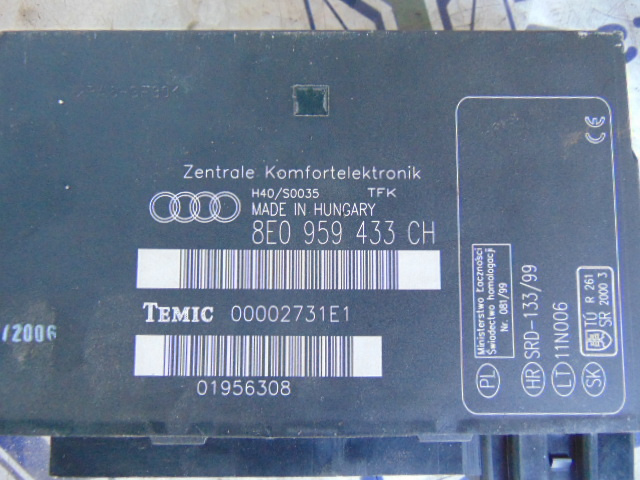 Zentrale Komfortelektronik
H40/S0035 TFK
MADE IN HUNGARY
8E0 959 433 CH
TEMIC 00002731E1
01956308
/2006
CE
PL Ministerstwo Łączności
Świadectwo homologacji
Nr. 081/99
HR SRD-133/99
LT 11N006
SK TÚ R 261
SR 2000 3